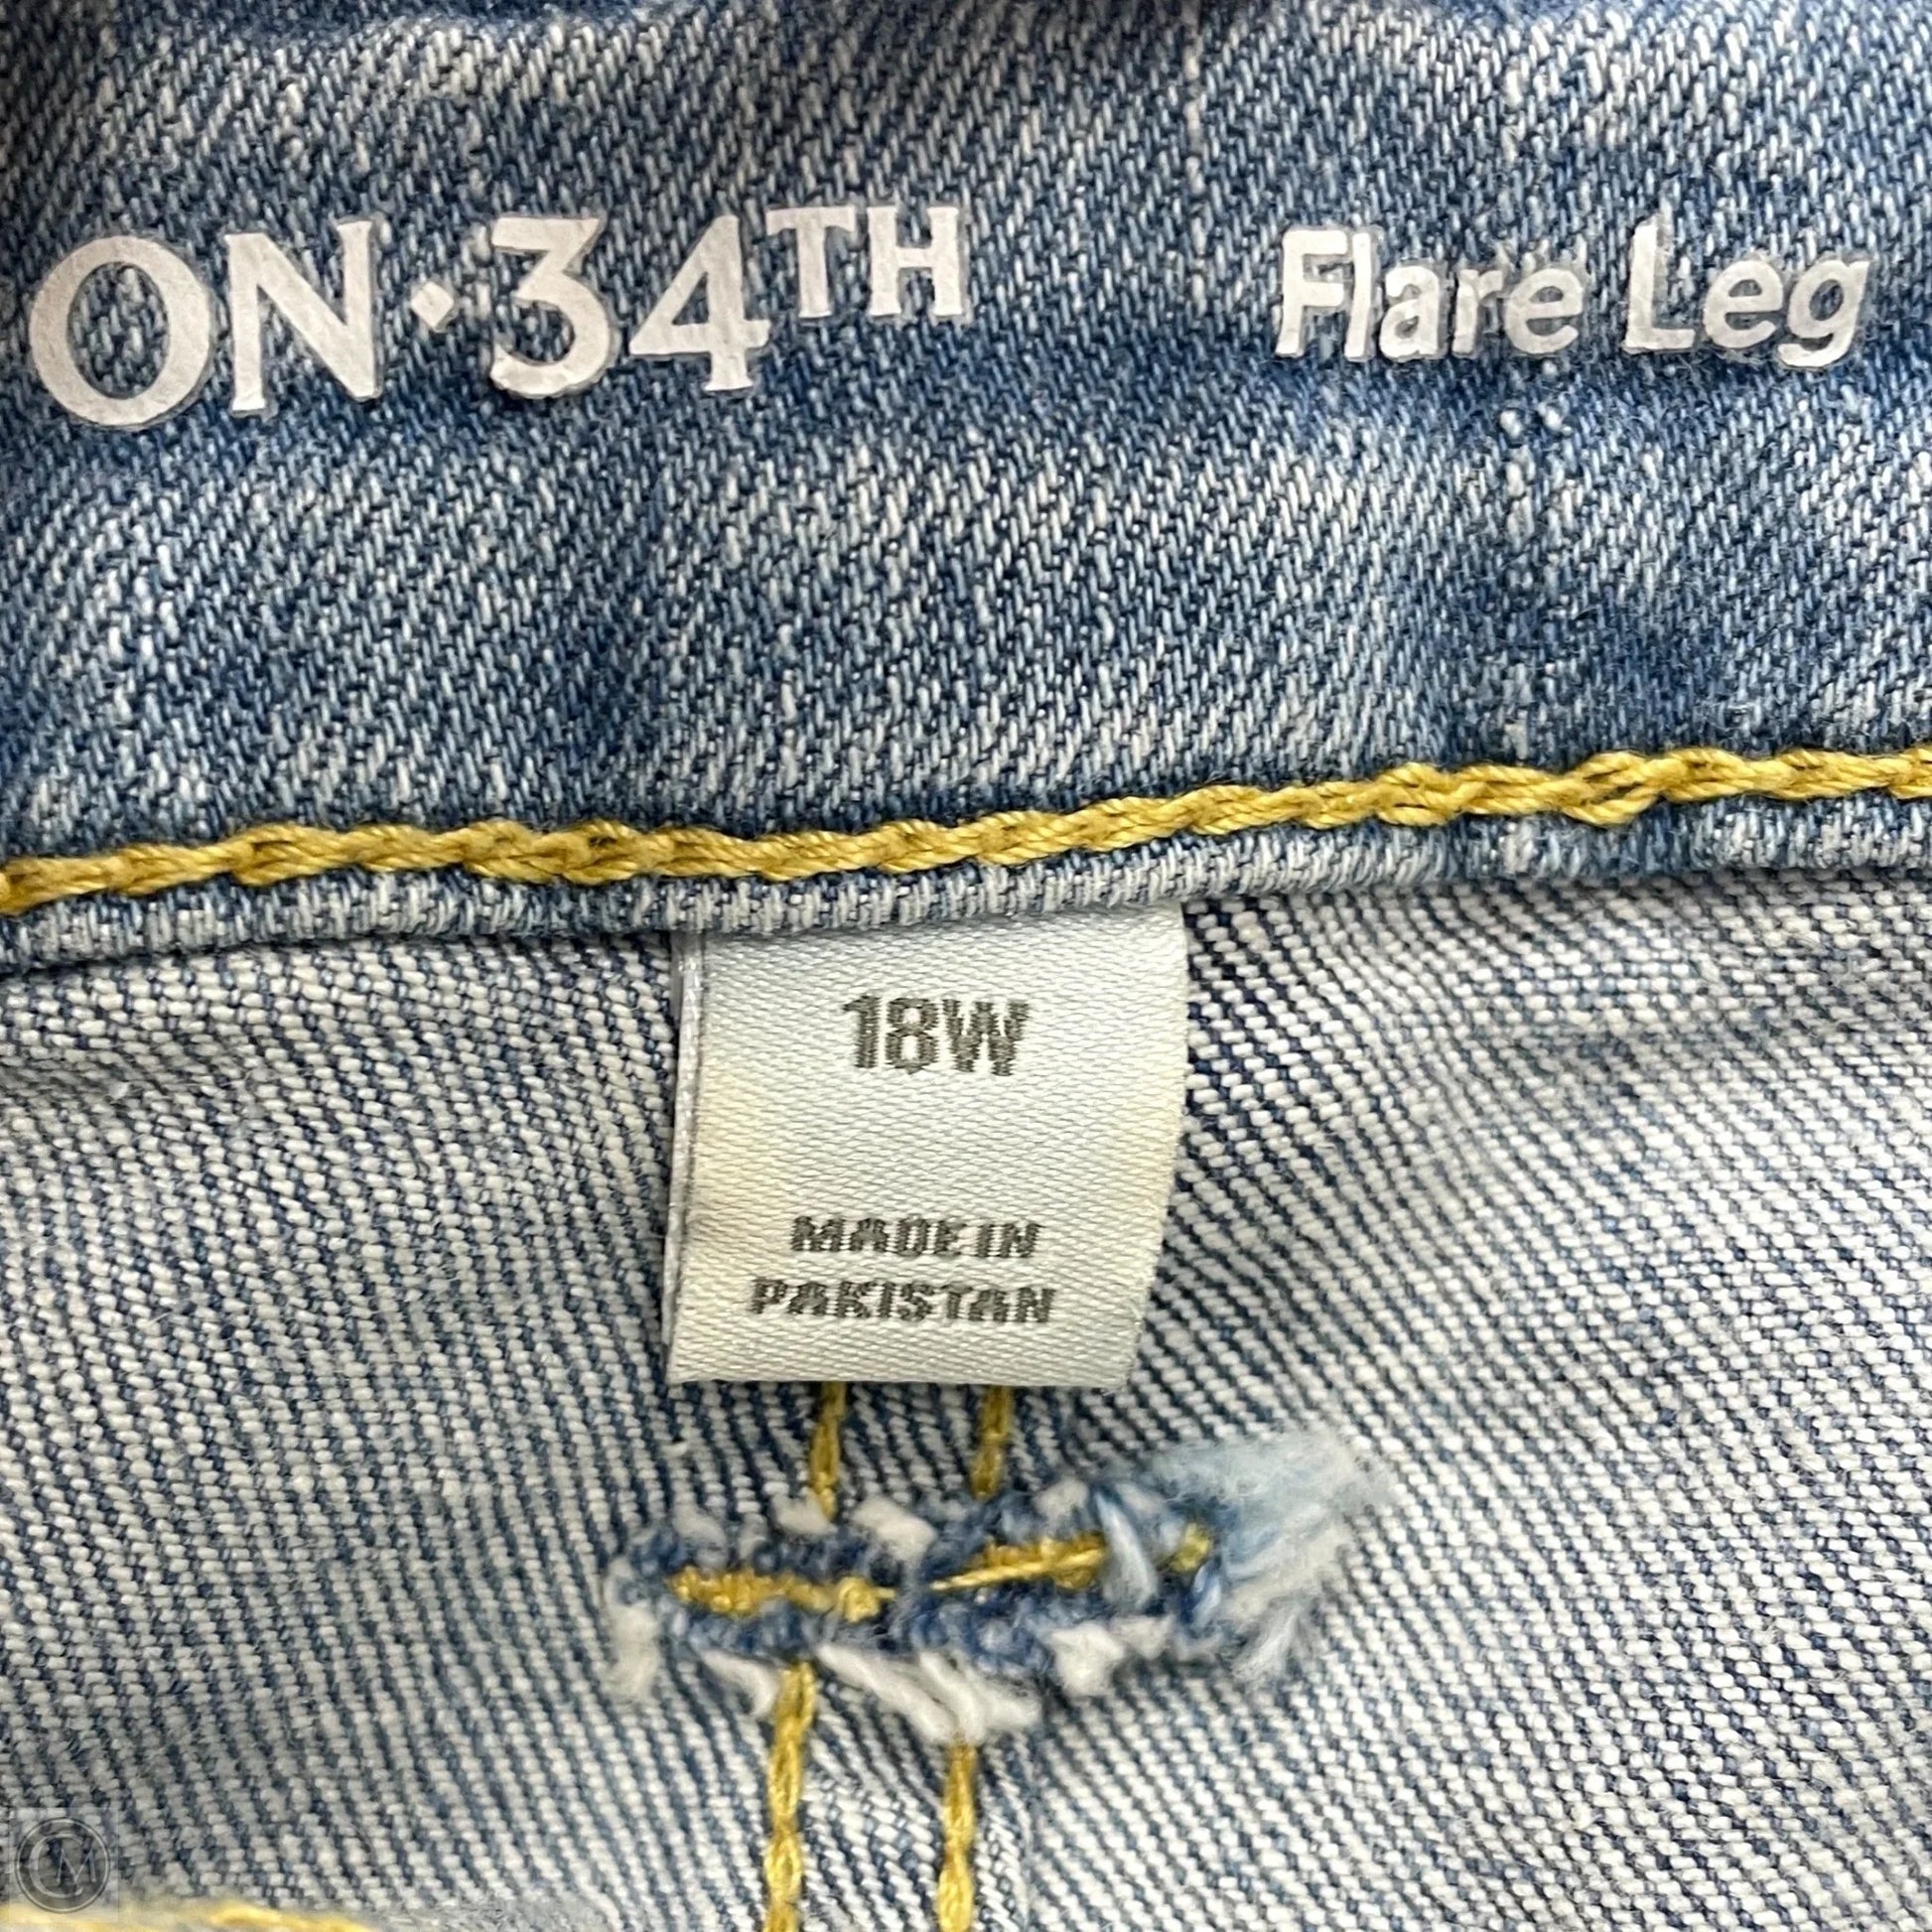 ON·34TH Flare Leg
18W
MADE IN
PAKISTAN